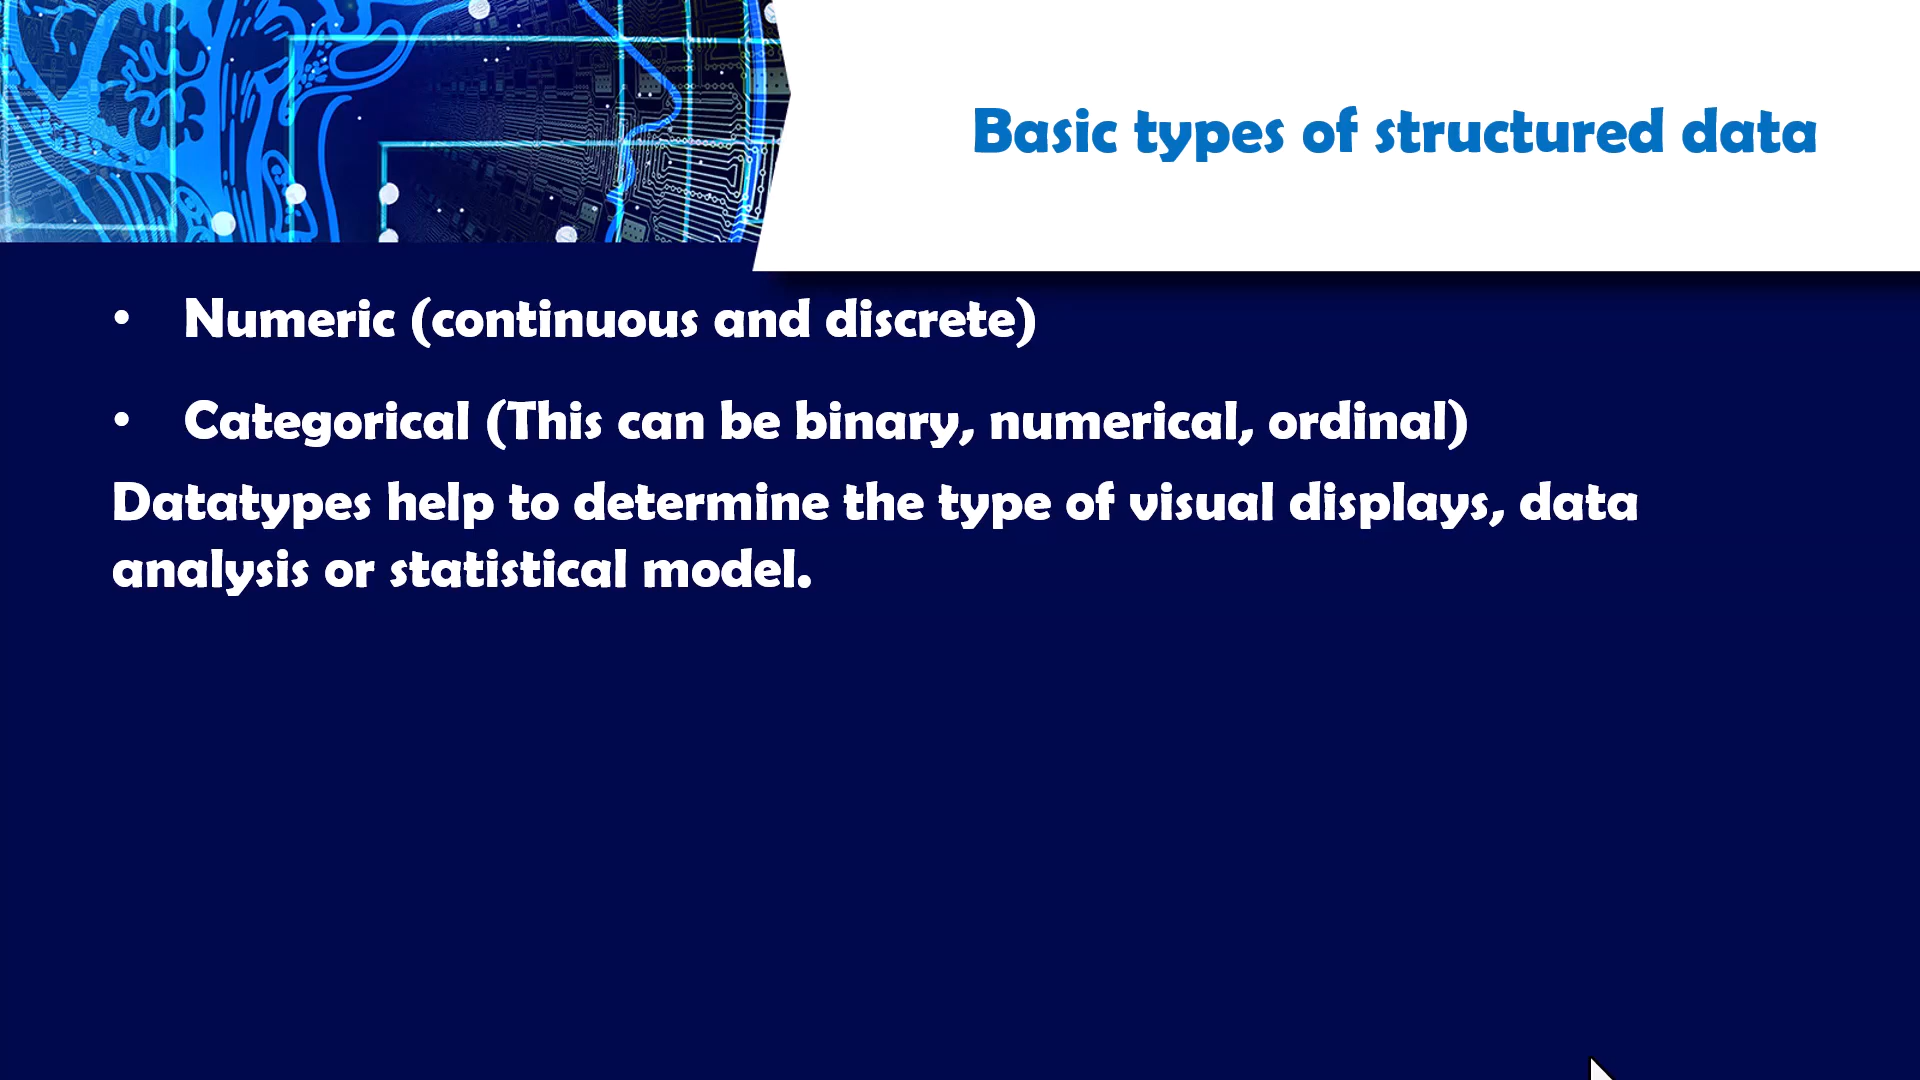 Basic types of structured data
• Numeric (continuous and discrete)
• Categorical (This can be binary, numerical, ordinal)
Datatypes help to determine the type of visual displays, data
analysis or statistical model.